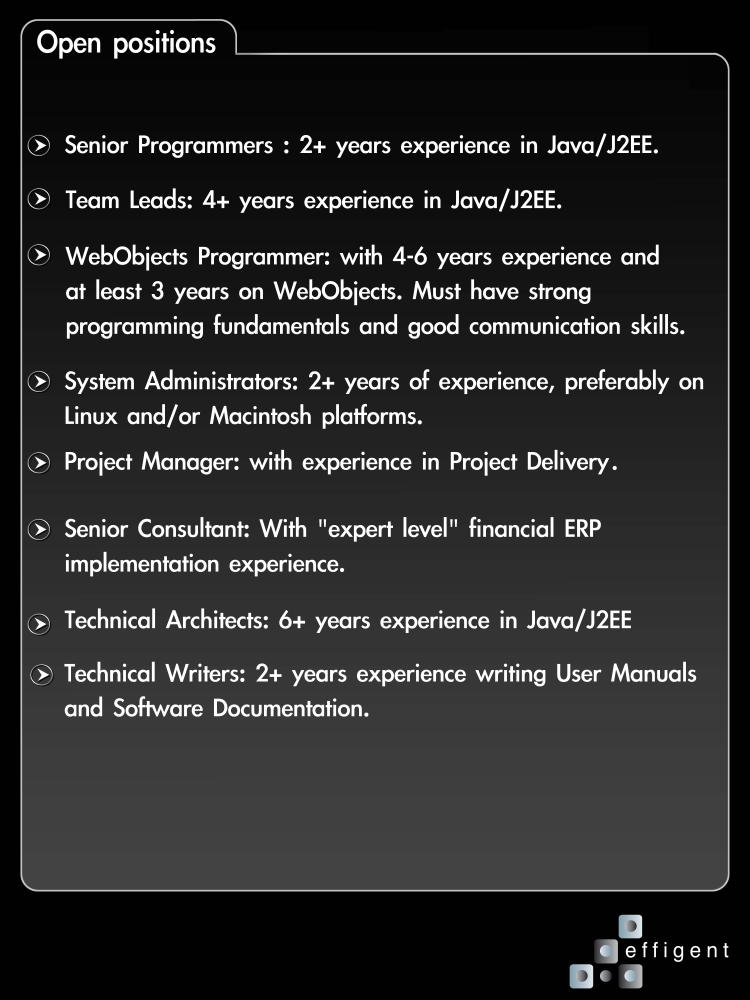 Open positions
Senior Programmers : 2+ years experience in Java/J2EE.
Team Leads: 4+ years experience in Java/J2EE.
WebObjects Programmer: with 4-6 years experience and
at least 3 years on WebObjects. Must have strong
programming fundamentals and good communication skills.
System Administrators: 2+ years of experience, preferably on
Linux and/or Macintosh platforms.
Project Manager: with experience in Project Delivery.
Senior Consultant: With "expert level" financial ERP
implementation experience.
Technical Architects: 6+ years experience in Java/J2EE
Technical Writers: 2+ years experience writing User Manuals
and Software Documentation.
effigent